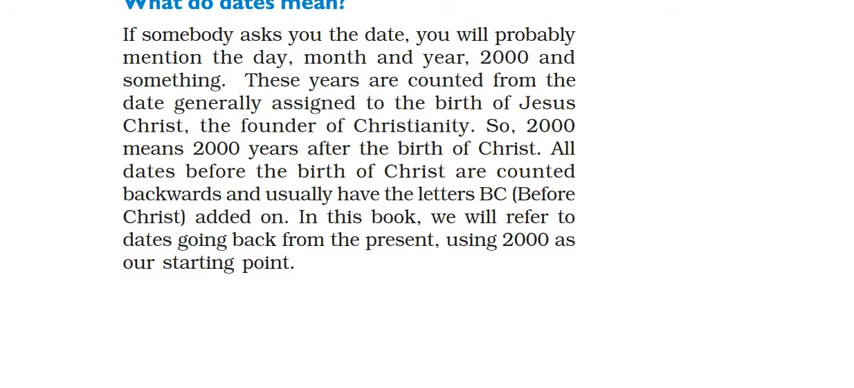 What do dates mean?
If somebody asks you the date, you will probably
mention the day, month and year, 2000 and
something. These years are counted from the
date generally assigned to the birth of Jesus
Christ, the founder of Christianity. So, 2000
means 2000 years after the birth of Christ. All
dates before the birth of Christ are counted
backwards and usually have the letters BC (Before
Christ) added on. In this book, we will refer to
dates going back from the present, using 2000 as
our starting point.